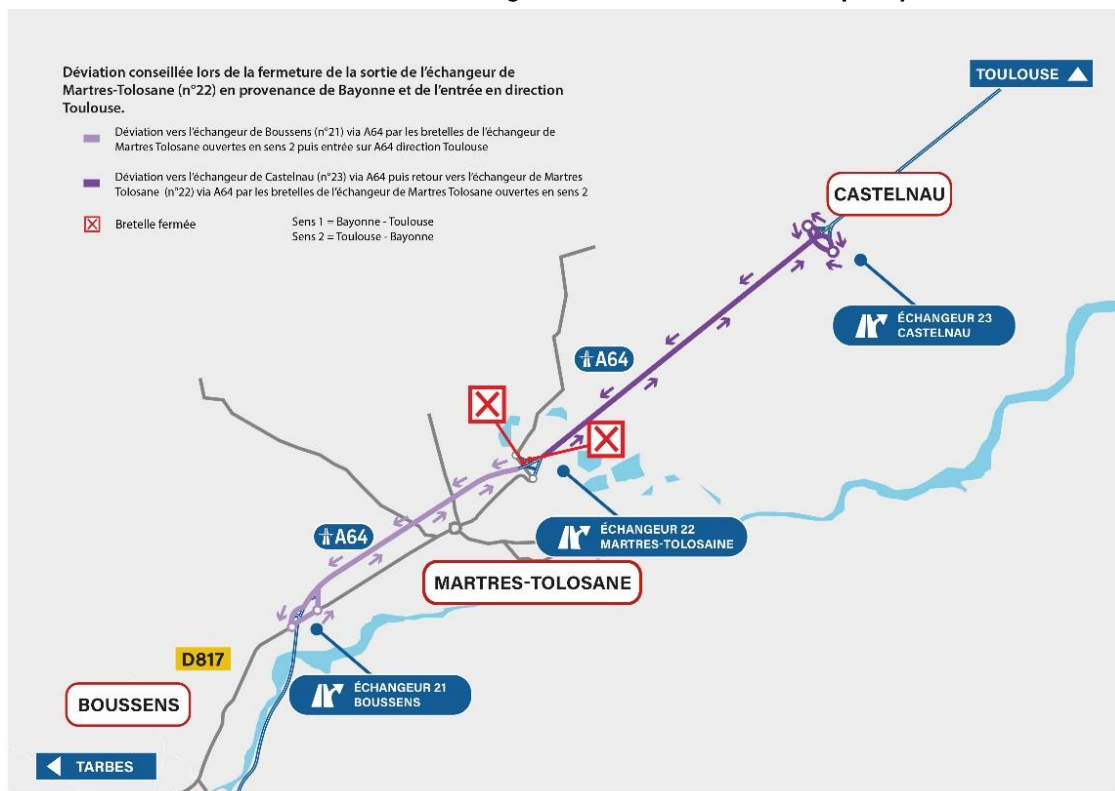 Déviation conseillée lors de la fermeture de la sortie de l'échangeur de
Martres-Tolosane (n°22) en provenance de Bayonne et de l'entrée en direction
Toulouse.
Déviation vers l'échangeur de Boussens (n°21) via A64 par les bretelles de l'échangeur de
Martres Tolosane ouvertes en sens 2 puis entrée sur A64 direction Toulouse
Déviation vers l'échangeur de Castelnau (n°23) via A64 puis retour vers l'échangeur de Martres
Tolosane (n°22) via A64 par les bretelles de l'échangeur de Martres Tolosane ouvertes en sens 2
Bretelle fermée
Sens 1 = Bayonne - Toulouse
Sens 2 = Toulouse - Bayonne
TOULOUSE
CASTELNAU
ÉCHANGEUR 23
CASTELNAU
A64
ÉCHANGEUR 22
MARTRES-TOLOSAINE
A64
MARTRES-TOLOSANE
D817
ÉCHANGEUR 21
BOUSSENS
BOUSSENS
TARBES